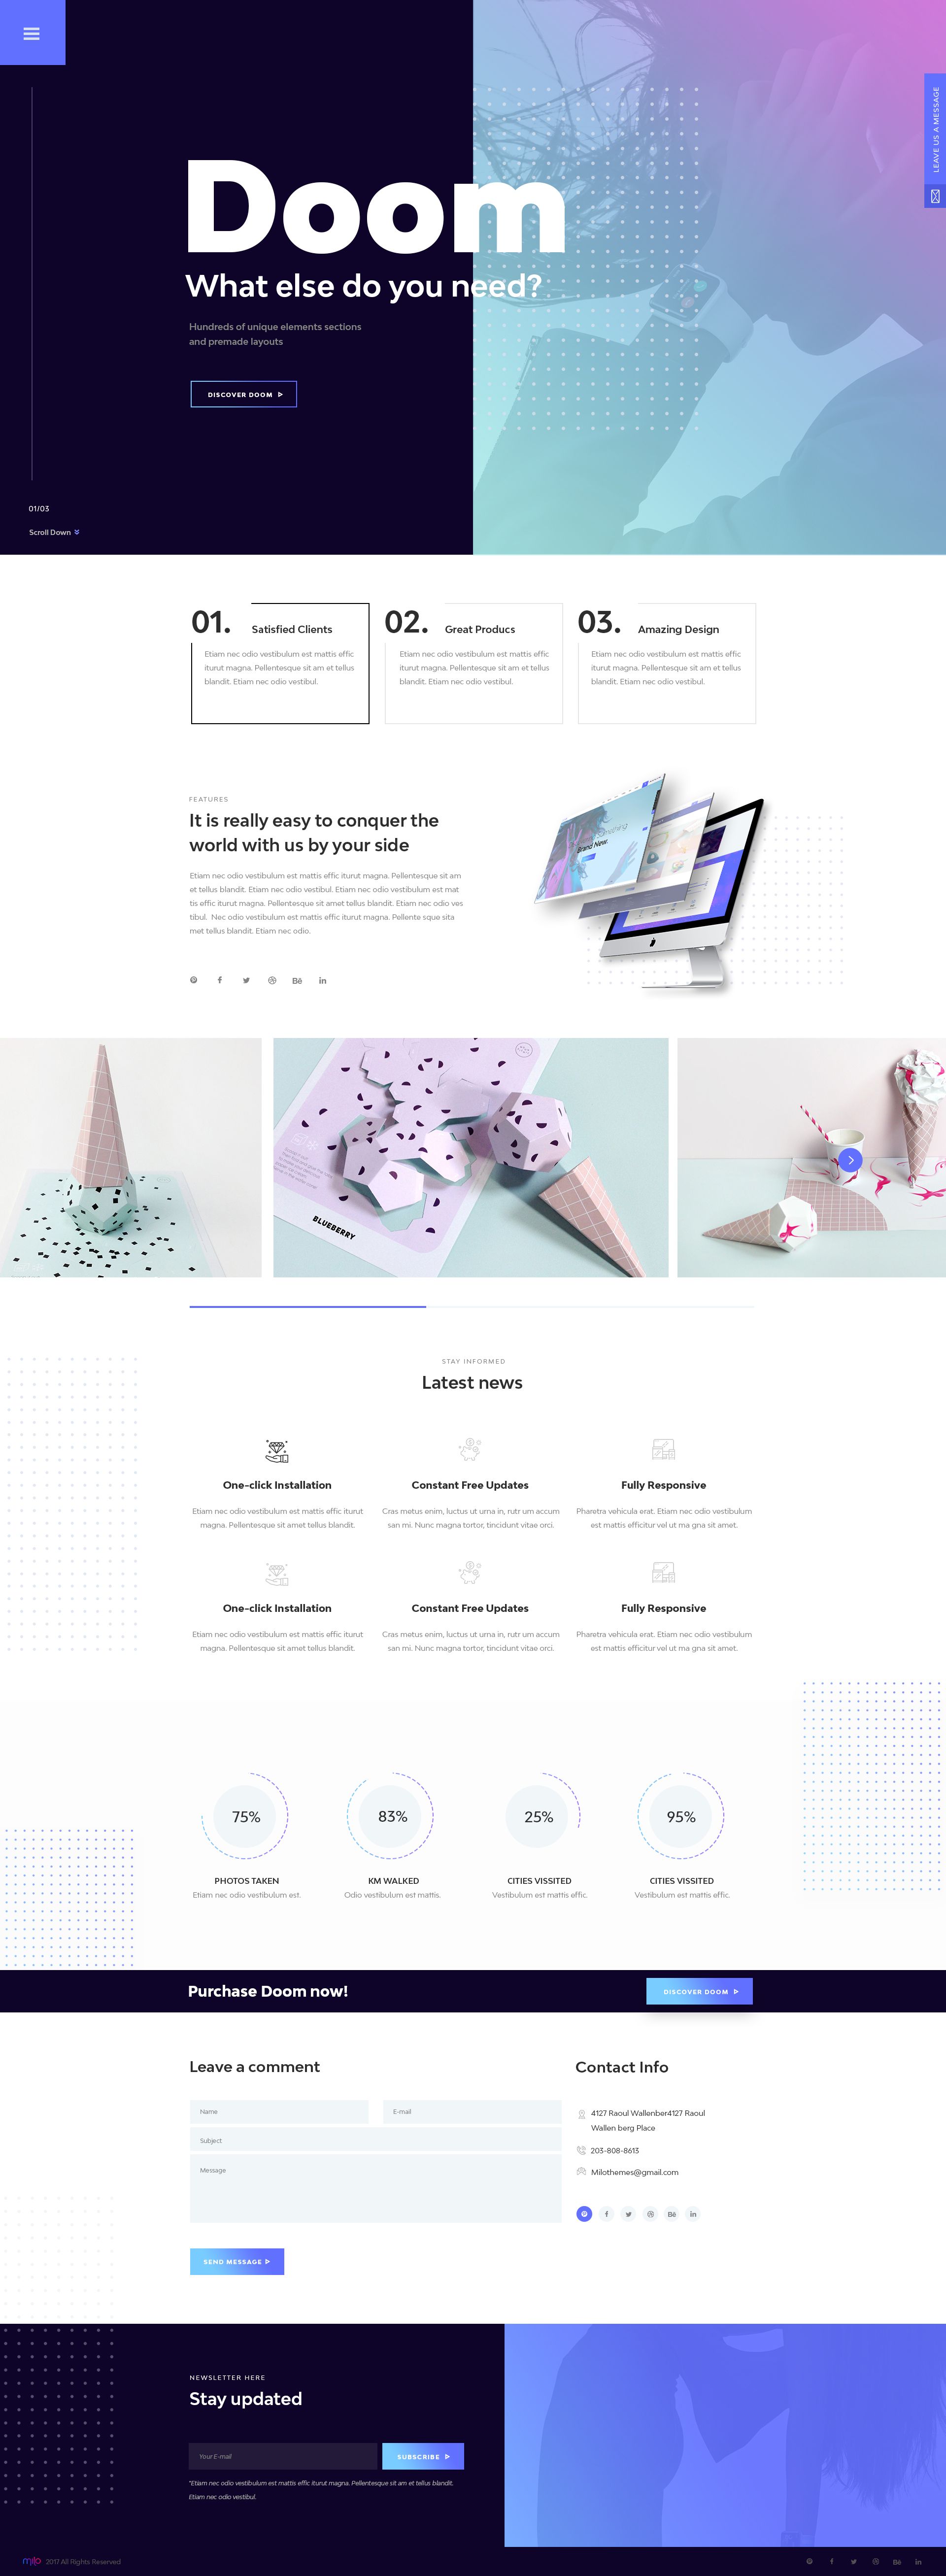 LEAVE US A MESSAGE
Doom
What else do you need?
Hundreds of unique elements sections
and premade layouts
DISCOVER DOOM
01/03
Scroll Down
01.
Satisfied Clients
Etiam nec odio vestibulum est mattis effic
iturut magna. Pellentesque sit am et tellus
blandit. Etiam nec odio vestibul.
02.
Great Producs
Etiam nec odio vestibulum est mattis effic
iturut magna. Pellentesque sit am et tellus
blandit. Etiam nec odio vestibul.
03.
Amazing Design
Etiam nec odio vestibulum est mattis effic
iturut magna. Pellentesque sit am et tellus
blandit. Etiam nec odio vestibul.
FEATURES
It is really easy to conquer the
world with us by your side
Etiam nec odio vestibulum est mattis effic iturut magna. Pellentesque sit am
et tellus blandit. Etiam nec odio vestibul. Etiam nec odio vestibulum est mat
tis effic iturut magna. Pellentesque sit amet tellus blandit. Etiam nec odio ves
tibul. Nec odio vestibulum est mattis effic iturut magna. Pellente sque sita
met tellus blandit. Etiam nec odio.
Brand New.
BLUEBERRY
STAY INFORMED
Latest news
One-click Installation
Etiam nec odio vestibulum est mattis effic iturut
magna. Pellentesque sit amet tellus blandit.
Constant Free Updates
Cras metus enim, luctus ut urna in, rutr um accum
san mi. Nunc magna tortor, tincidunt vitae orci.
Fully Responsive
Pharetra vehicula erat. Etiam nec odio vestibulum
est mattis efficitur vel ut ma gna sit amet.
One-click Installation
Etiam nec odio vestibulum est mattis effic iturut
magna. Pellentesque sit amet tellus blandit.
Constant Free Updates
Cras metus enim, luctus ut urna in, rutr um accum
san mi. Nunc magna tortor, tincidunt vitae orci.
Fully Responsive
Pharetra vehicula erat. Etiam nec odio vestibulum
est mattis efficitur vel ut ma gna sit amet.
75%
PHOTOS TAKEN
Etiam nec odio vestibulum est.
83%
KM WALKED
Odio vestibulum est mattis.
25%
CITIES VISSITED
Vestibulum est mattis effic.
95%
CITIES VISSITED
Vestibulum est mattis effic.
Purchase Doom now!
DISCOVER DOOM
Leave a comment
Name
E-mail
Subject
Message
SEND MESSAGE
Contact Info
4127 Raoul Wallenber4127 Raoul
Wallen berg Place
203-808-8613
Milothemes@gmail.com
NEWSLETTER HERE
Stay updated
Your E-mail
SUBSCRIBE
*Etiam nec odio vestibulum est mattis effic iturut magna. Pellentesque sit am et tellus blandit.
Etiam nec odio vestibul.
milo 2017 All Rights Reserved